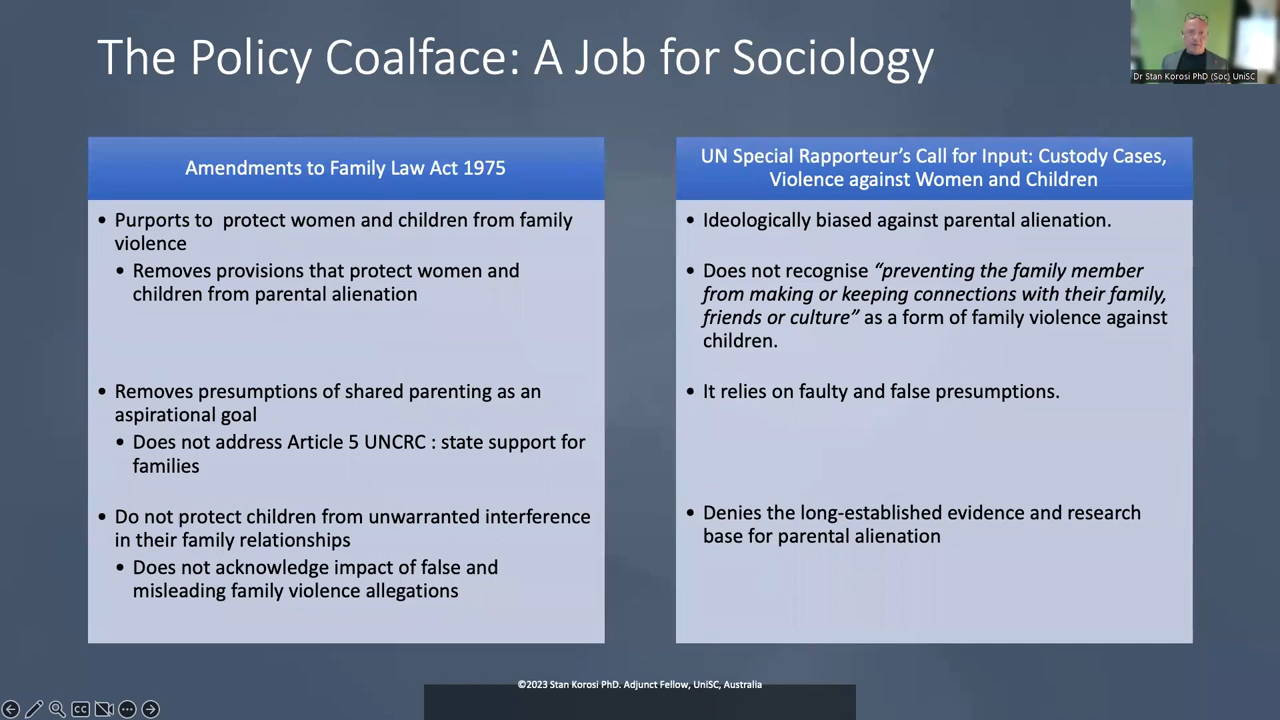 The Policy Coalface: A Job for Sociology
Dr Stan Korosi PhD (Soc) UniSC
Amendments to Family Law Act 1975
• Purports to protect women and children from family
violence
• Removes provisions that protect women and
children from parental alienation
• Removes presumptions of shared parenting as an
aspirational goal
• Does not address Article 5 UNCRC : state support for
families
• Do not protect children from unwarranted interference
in their family relationships
• Does not acknowledge impact of false and
misleading family violence allegations
UN Special Rapporteur’s Call for Input: Custody Cases,
Violence against Women and Children
• Ideologically biased against parental alienation.
• Does not recognise “preventing the family member
from making or keeping connections with their family,
friends or culture” as a form of family violence against
children.
• It relies on faulty and false presumptions.
• Denies the long-established evidence and research
base for parental alienation
©2023 Stan Korosi PhD. Adjunct Fellow, UniSC, Australia
CC